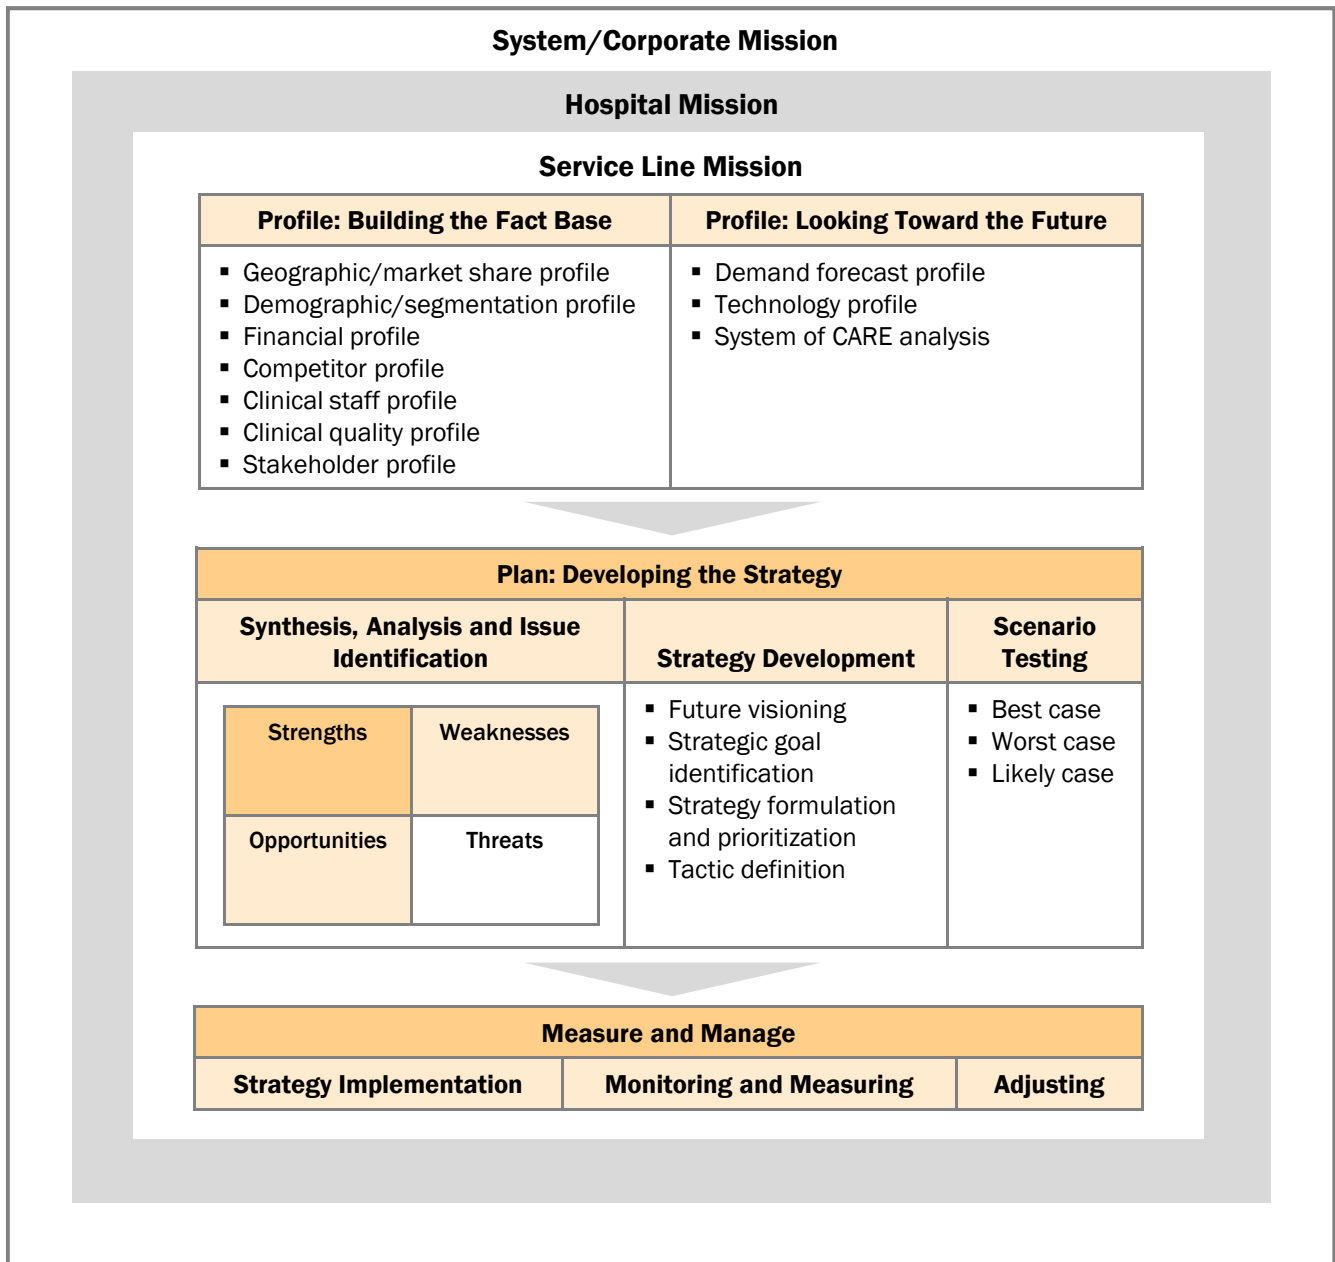 System/Corporate Mission
Hospital Mission
Service Line Mission
Profile: Building the Fact Base
▪ Geographic/market share profile
▪ Demographic/segmentation profile
▪ Financial profile
▪ Competitor profile
▪ Clinical staff profile
▪ Clinical quality profile
▪ Stakeholder profile
Profile: Looking Toward the Future
▪ Demand forecast profile
▪ Technology profile
▪ System of CARE analysis
Plan: Developing the Strategy
Synthesis, Analysis and Issue
Identification
Strengths
Weaknesses
Opportunities
Threats
Strategy Development
▪ Future visioning
▪ Strategic goal
identification
▪ Strategy formulation
and prioritization
▪ Tactic definition
Scenario
Testing
▪ Best case
▪ Worst case
▪ Likely case
Measure and Manage
Strategy Implementation
Monitoring and Measuring
Adjusting